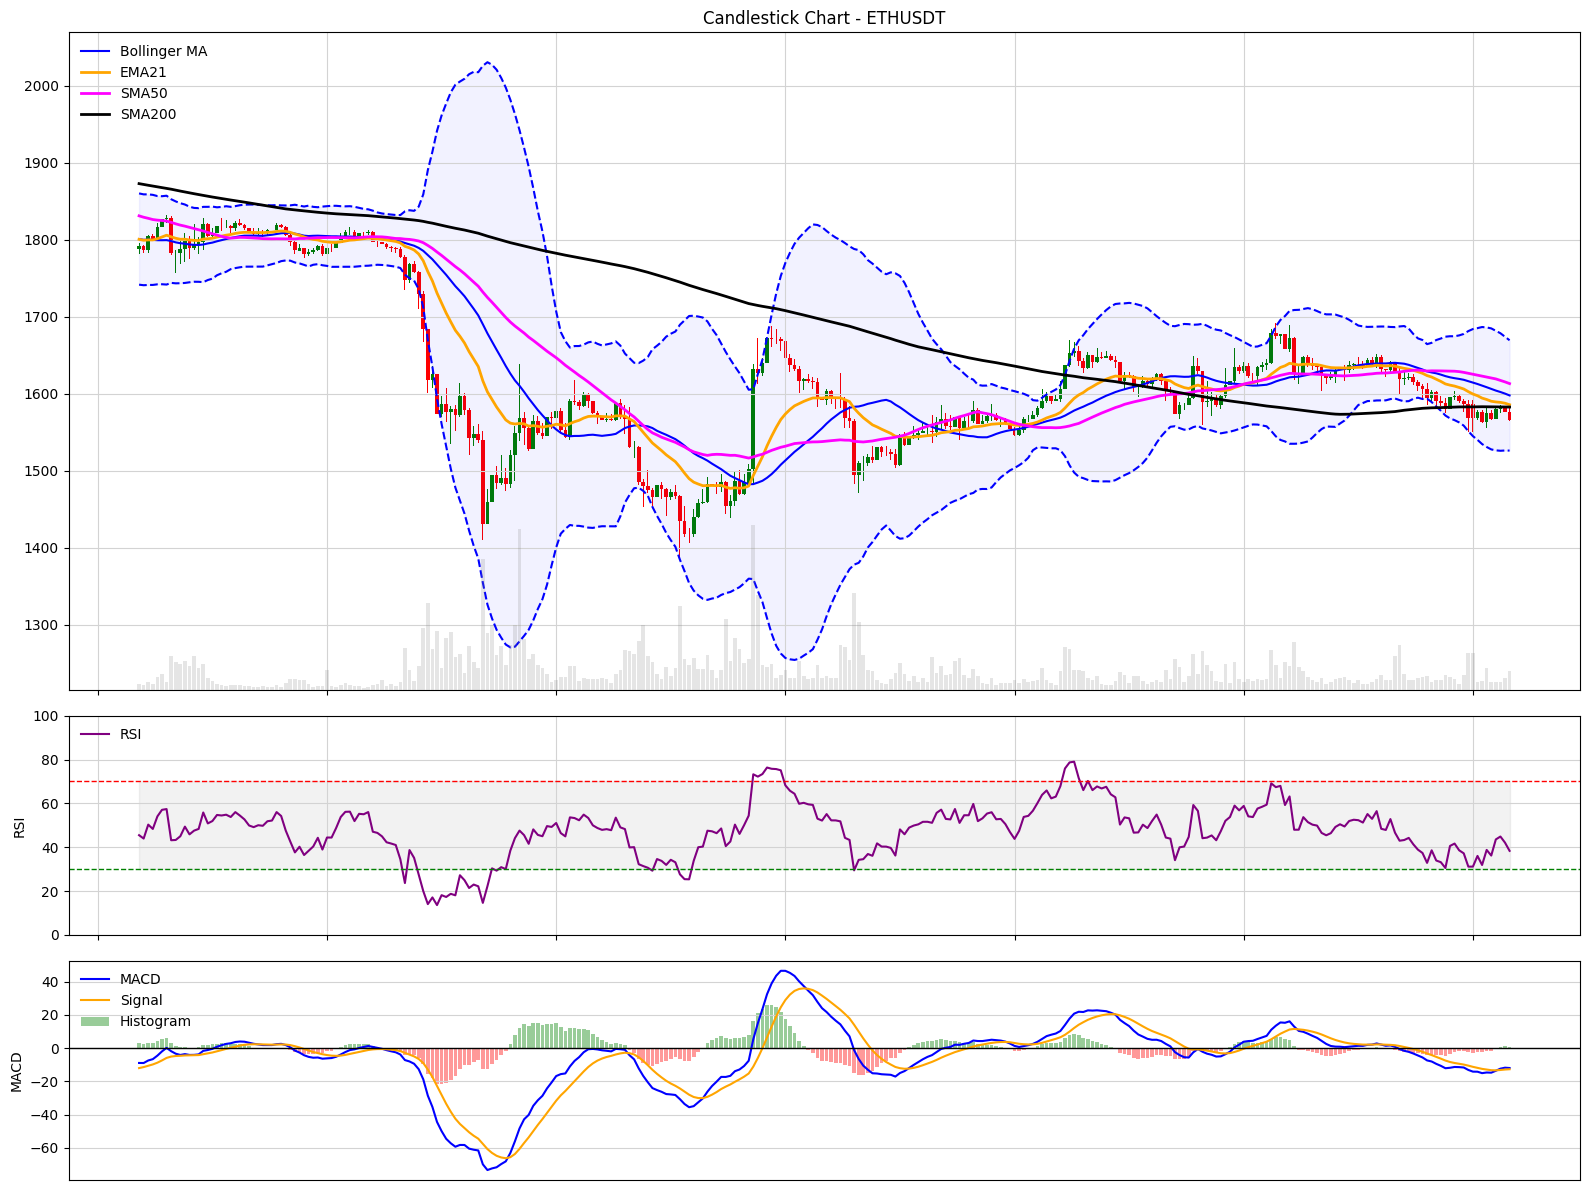 Candlestick Chart - ETHUSDT
Bollinger MA
EMA21
SMA50
SMA200
2000
1900
1800
1700
1600
1500
1400
1300
RSI
100
80
60
40
20
0
RSI
MACD
Signal
Histogram
40
20
0
−20
−40
−60
MACD